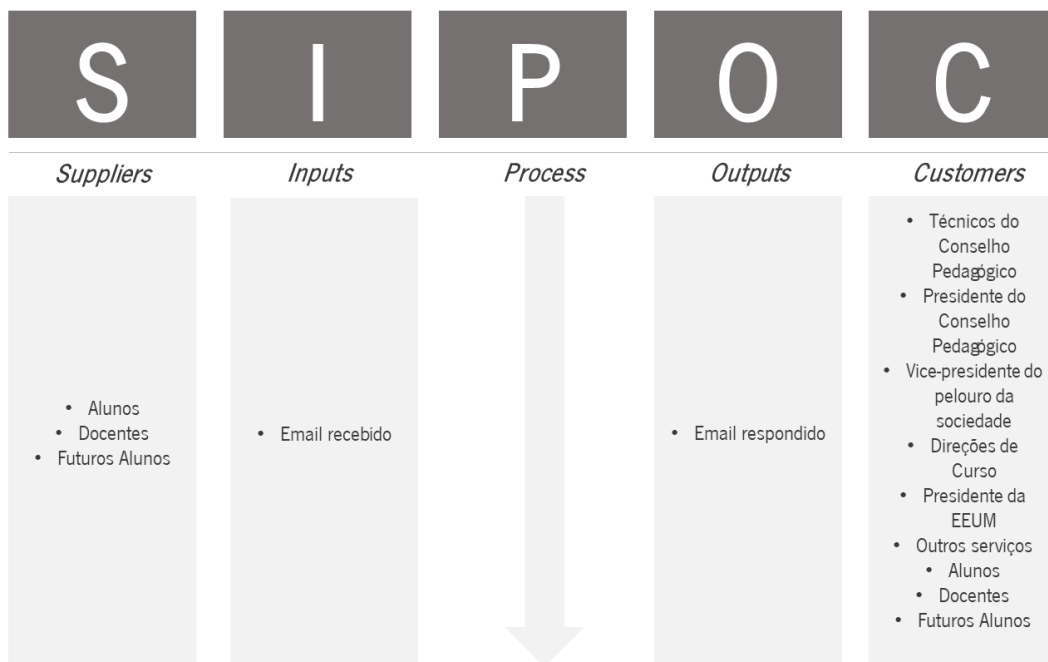 S
I
P
O
C
Suppliers
Inputs
Process
Outputs
Customers
• Alunos
• Docentes
• Futuros Alunos
• Email recebido
• Email respondido
• Técnicos do
Conselho
Pedagógico
• Presidente do
Conselho
Pedagógico
• Vice-presidente do
pelouro da
sociedade
• Direções de
Curso
• Presidente da
EEUM
• Outros serviços
• Alunos
• Docentes
• Futuros Alunos